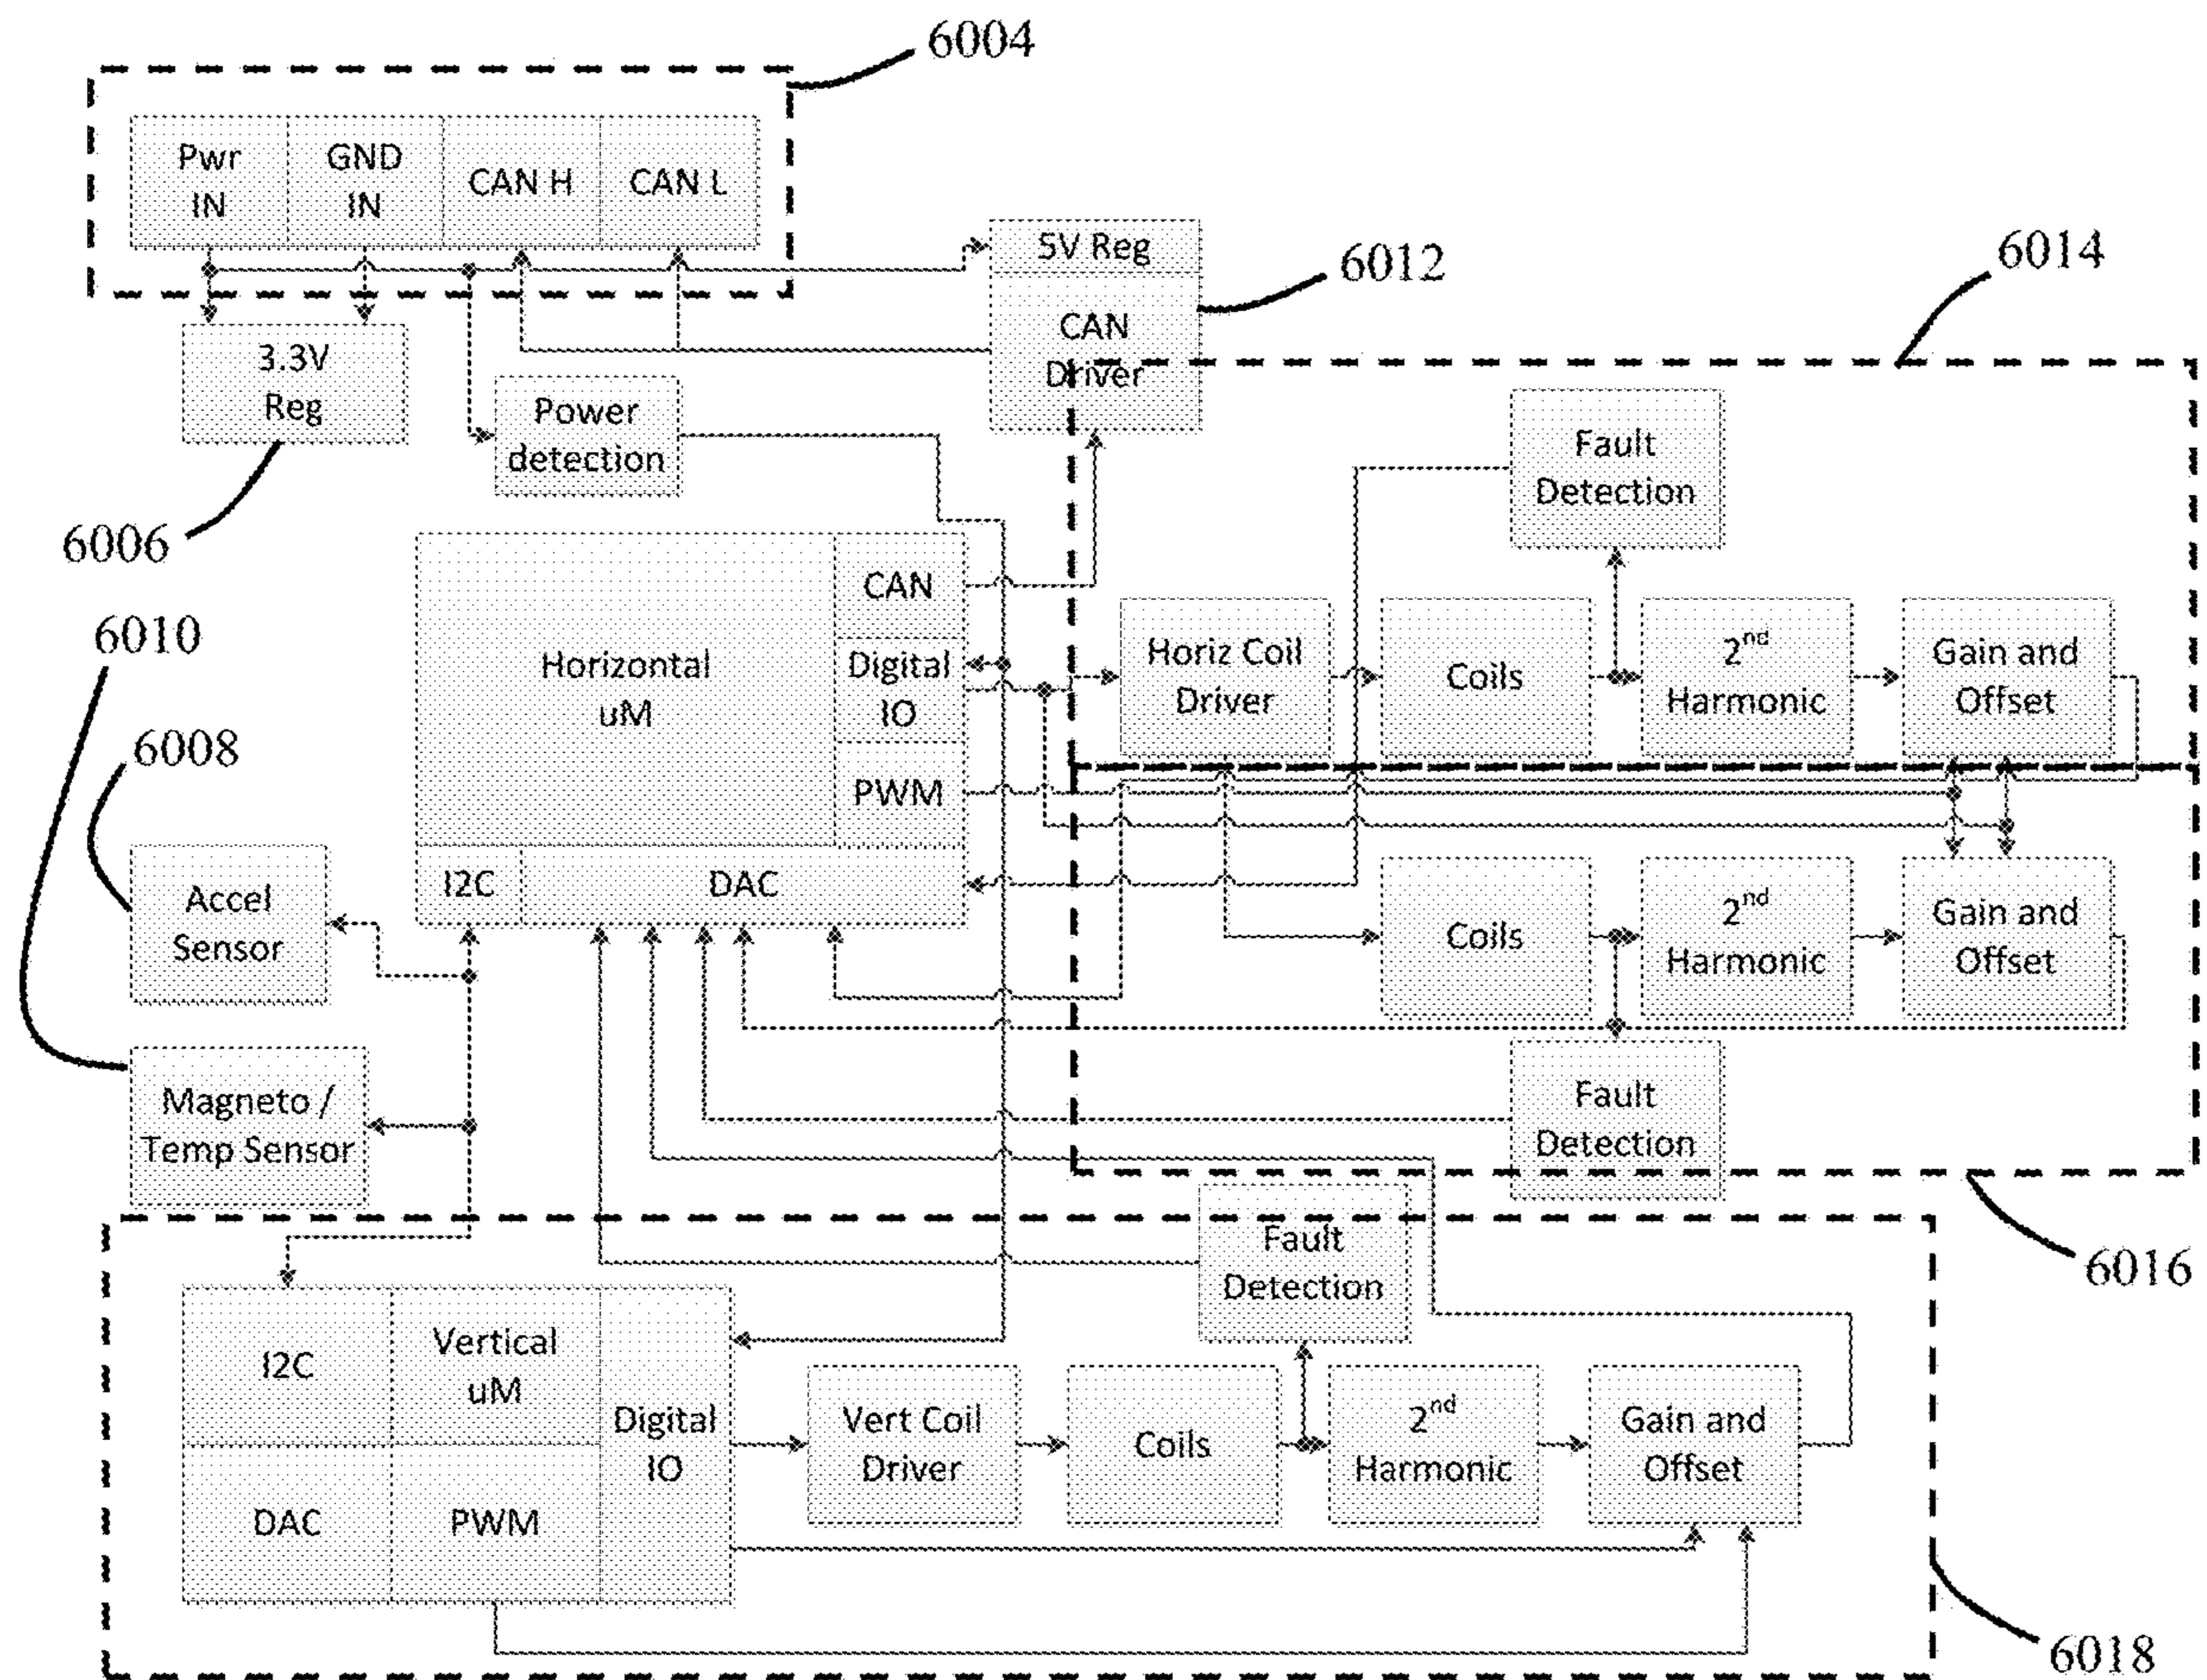 6004
Pwr
IN
GND
IN
CAN H
CAN L
5V Reg
CAN
Driver
6012
6014
3.3V
Reg
6006
Power
detection
Fault
Detection
Horizontal
uM
CAN
Digital
IO
PWM
I2C
DAC
Horiz Coil
Driver
Coils
2nd
Harmonic
Gain and
Offset
6010
6008
Accel
Sensor
Coils
2nd
Harmonic
Gain and
Offset
Magneto /
Temp Sensor
Fault
Detection
6016
Fault
Detection
I2C
Vertical
uM
Digital
IO
DAC
PWM
Vert Coil
Driver
Coils
2nd
Harmonic
Gain and
Offset
6018